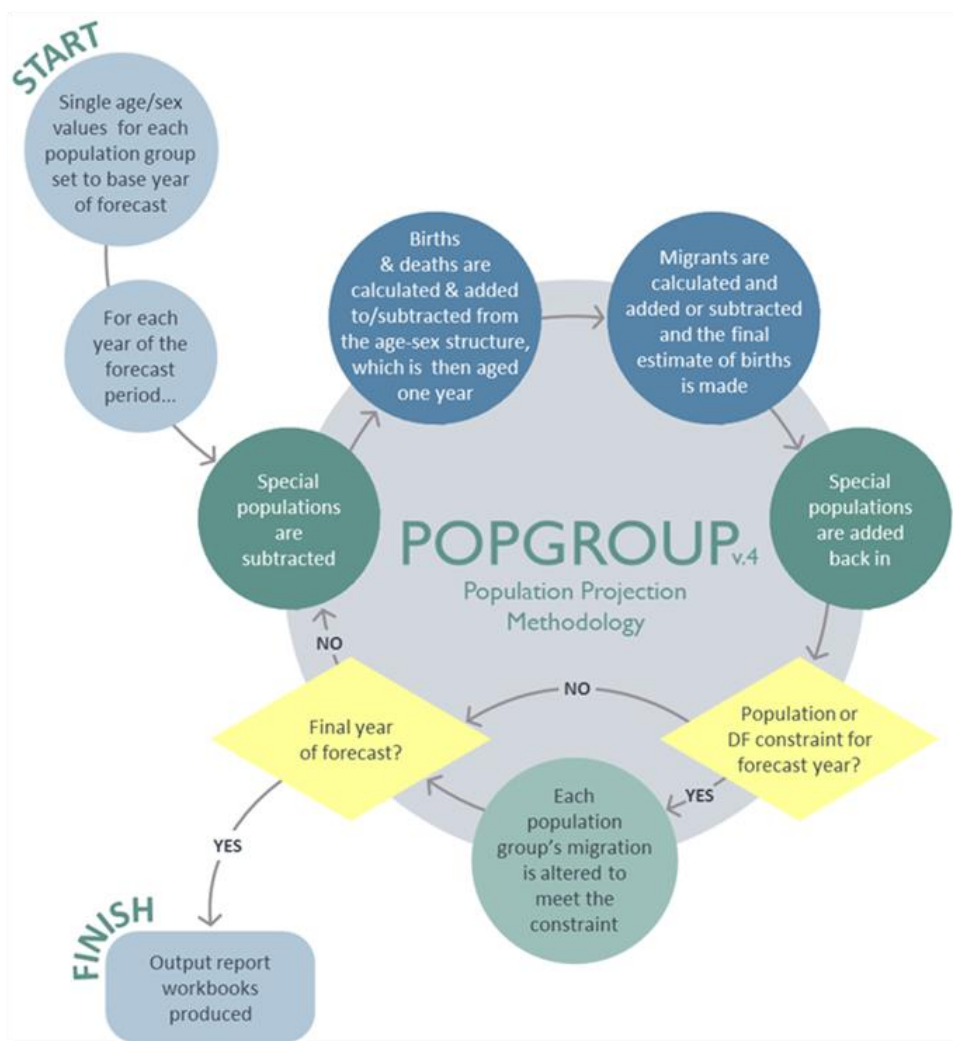 START
Single age/sex
values for each
population group
set to base year
of forecast
For each
year of the
forecast
period...
Special
populations
are
subtracted
Births
& deaths are
calculated & added
to/subtracted from
the age-sex structure,
which is then aged
one year
Migrants are
calculated and
added or subtracted
and the final
estimate of births
is made
Special
populations
are added
back in
POPGROUP v.4
Population Projection
Methodology
Population or
DF constraint for
forecast year?
NO
YES
Each
population
group's migration
is altered to
meet the
constraint
Final year
of forecast?
NO
YES
FINISH
Output report
workbooks
produced